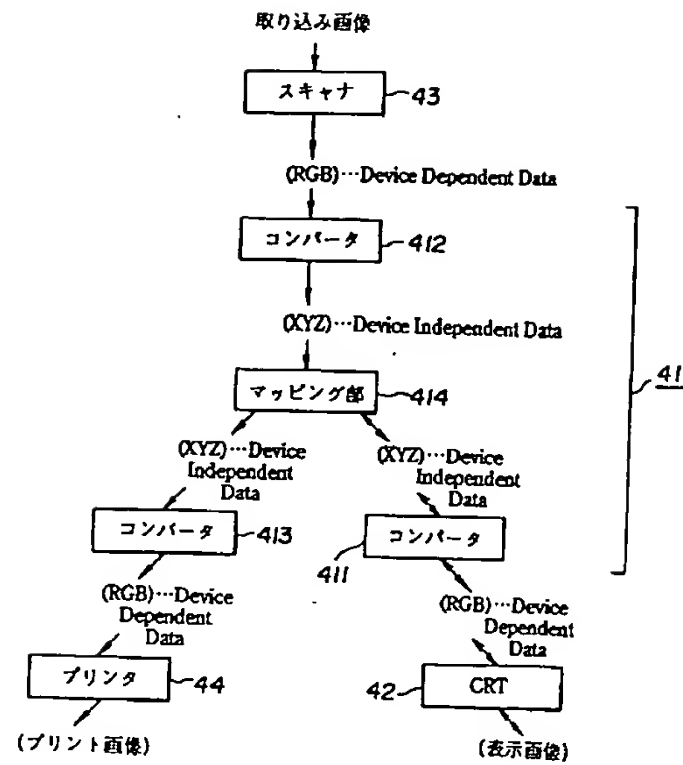 取り込み画像
スキャナ
43
(RGB)…Device Dependent Data
コンバータ
412
(XYZ)…Device Independent Data
41
マッピング部
414
(XYZ)…Device
Independent
Data
(XYZ)…Device
Independent
Data
コンバータ
413
コンバータ
411
(RGB)…Device
Dependent
Data
(RGB)…Device
Dependent
Data
プリンタ
44
CRT
42
(プリント画像)
(表示画像)